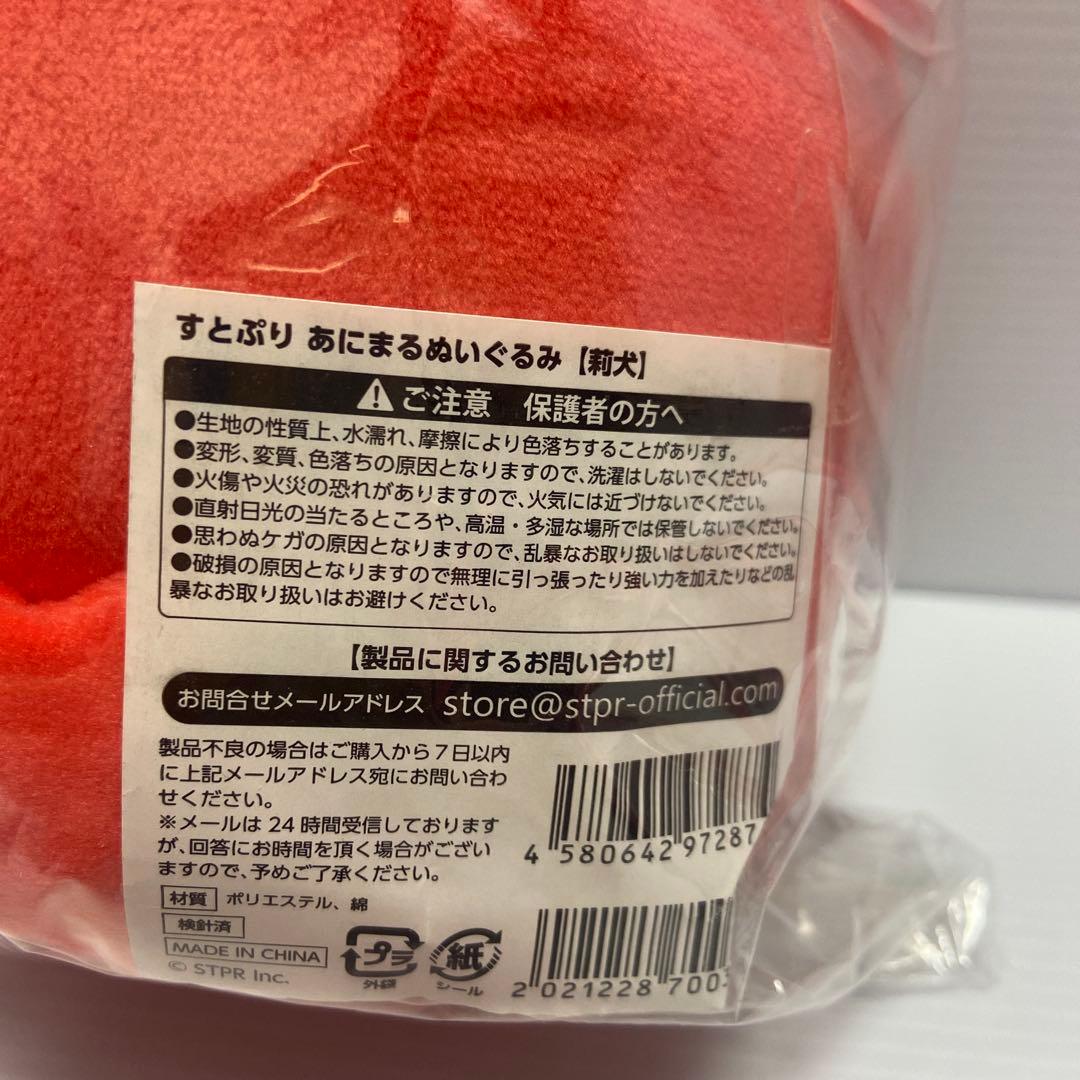 すとぷり あにまるぬいぐるみ【莉犬】
⚠ご注意 保護者の方へ
●生地の性質上、水濡れ、摩擦により色落ちすることがあります。
●変形、変質、色落ちの原因となりますので、洗濯はしないでください。
●火傷や火災の恐れがありますので、火気には近づけないでください。
●直射日光の当たるところや、高温・多湿な場所では保管しないでください。
●思わぬケガの原因となりますので、乱暴なお取り扱いはしないでください。
●破損の原因となりますので無理に引っ張ったり強い力を加えたりなどの乱
暴なお取り扱いはお避けください。
【製品に関するお問い合わせ】
お問合せメールアドレス store@stpr-official.com
製品不良の場合はご購入から7日以内
に上記メールアドレス宛にお問い合わ
せください。
※メールは24時間受信しております
が、回答にお時間を頂く場合がござい
ますので、予めご了承ください。
4 580642 97287
材質 ポリエステル、綿
検針済
MADE IN CHINA
© STPR Inc.
プラ
外袋
紙
シール
2 021228 700